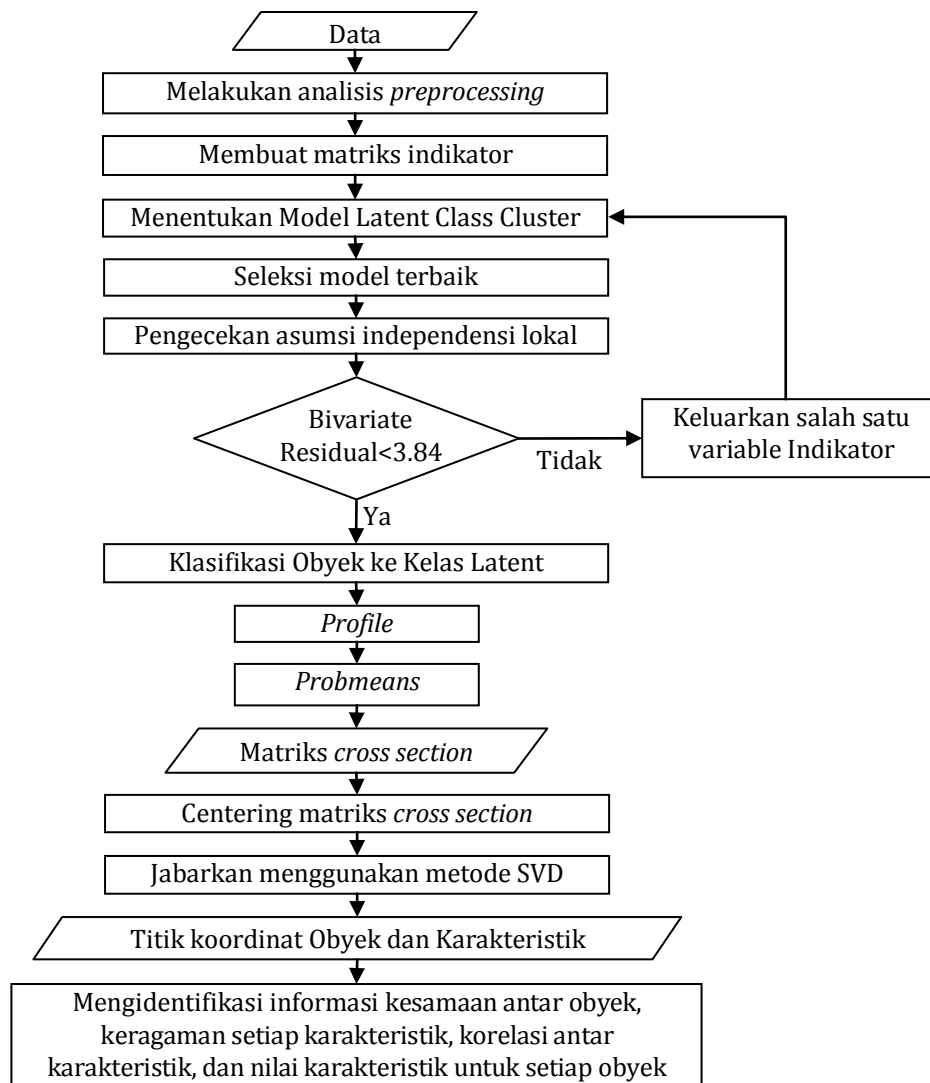 Data
Melakukan analisis preprocessing
Membuat matriks indikator
Menentukan Model Latent Class Cluster
Seleksi model terbaik
Pengecekan asumsi independensi lokal
Bivariate
Residual<3.84
Tidak
Keluarkan salah satu
variable Indikator
Ya
Klasifikasi Obyek ke Kelas Latent
Profile
Probmeans
Matriks cross section
Centering matriks cross section
Jabarkan menggunakan metode SVD
Titik koordinat Obyek dan Karakteristik
Mengidentifikasi informasi kesamaan antar obyek,
keragaman setiap karakteristik, korelasi antar
karakteristik, dan nilai karakteristik untuk setiap obyek